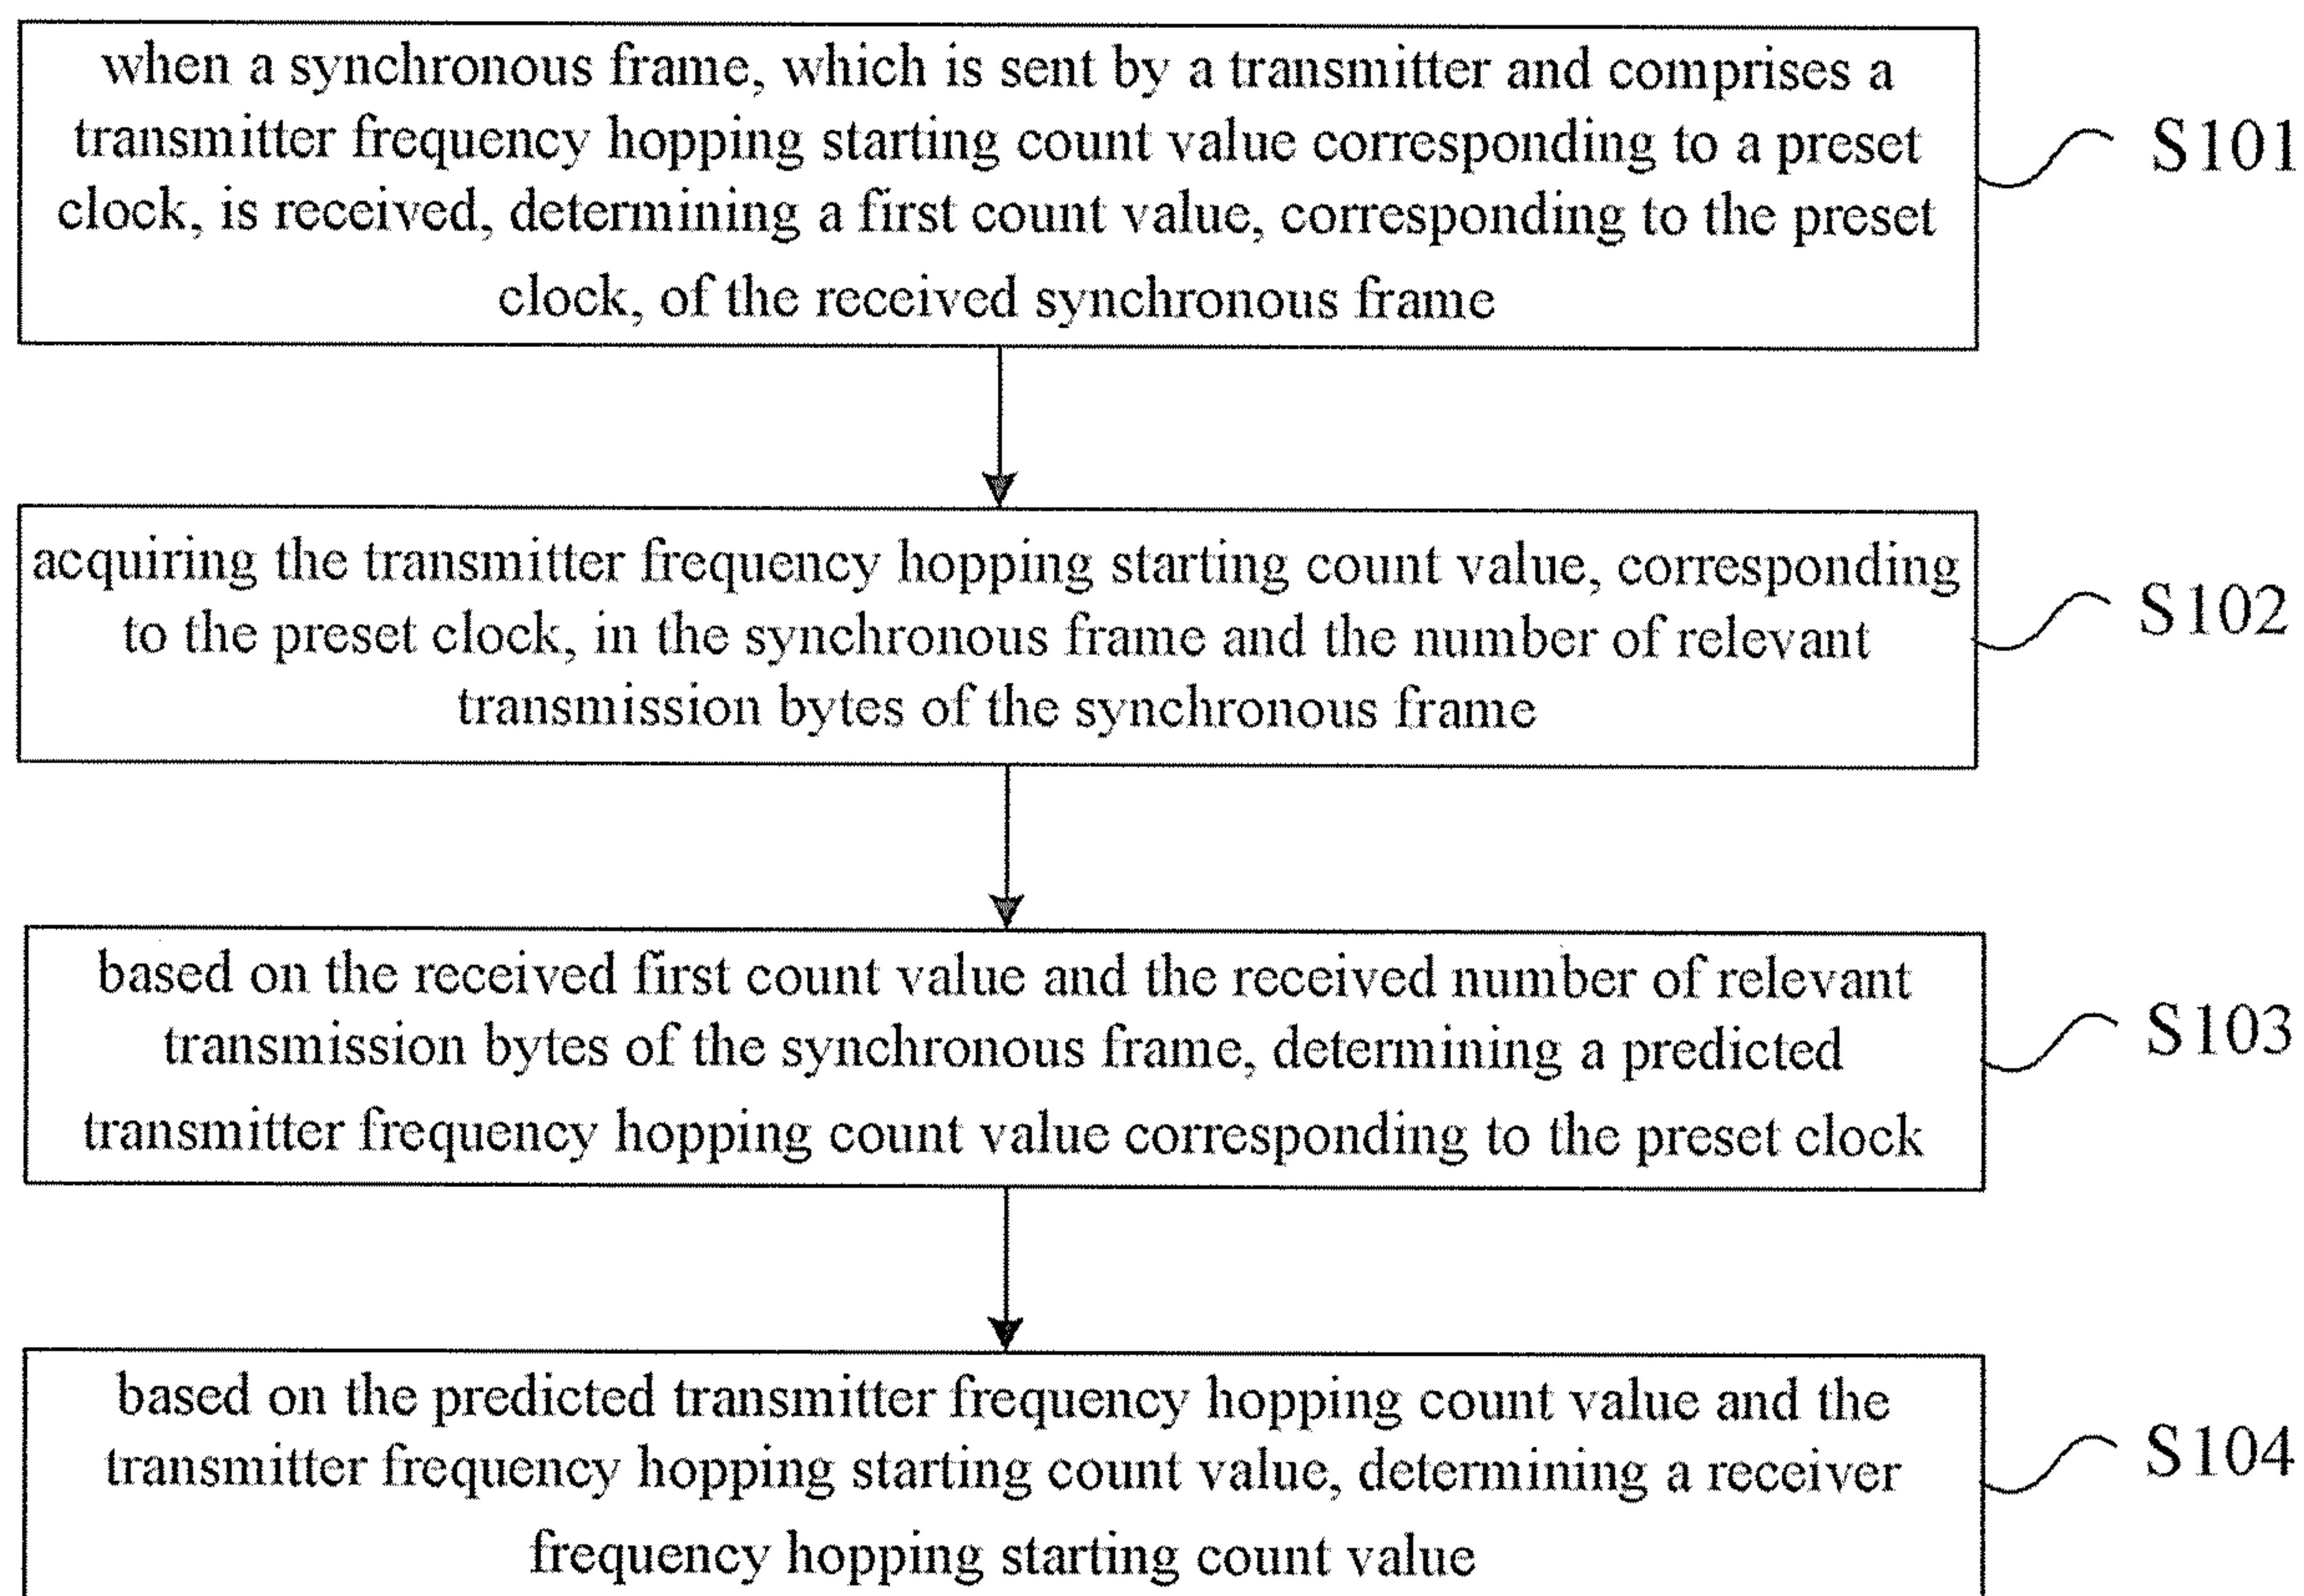 when a synchronous frame, which is sent by a transmitter and comprises a
transmitter frequency hopping starting count value corresponding to a preset
clock, is received, determining a first count value, corresponding to the preset
clock, of the received synchronous frame
S101
acquiring the transmitter frequency hopping starting count value, corresponding
to the preset clock, in the synchronous frame and the number of relevant
transmission bytes of the synchronous frame
S102
based on the received first count value and the received number of relevant
transmission bytes of the synchronous frame, determining a predicted
transmitter frequency hopping count value corresponding to the preset clock
S103
based on the predicted transmitter frequency hopping count value and the
transmitter frequency hopping starting count value, determining a receiver
frequency hopping starting count value
S104